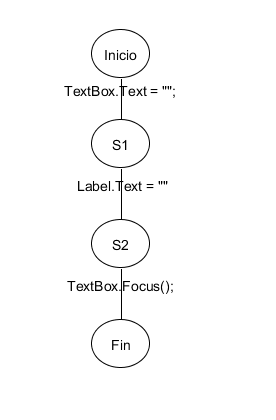 Inicio
TextBox.Text = "";
S1
Label.Text = ""
S2
TextBox.Focus();
Fin